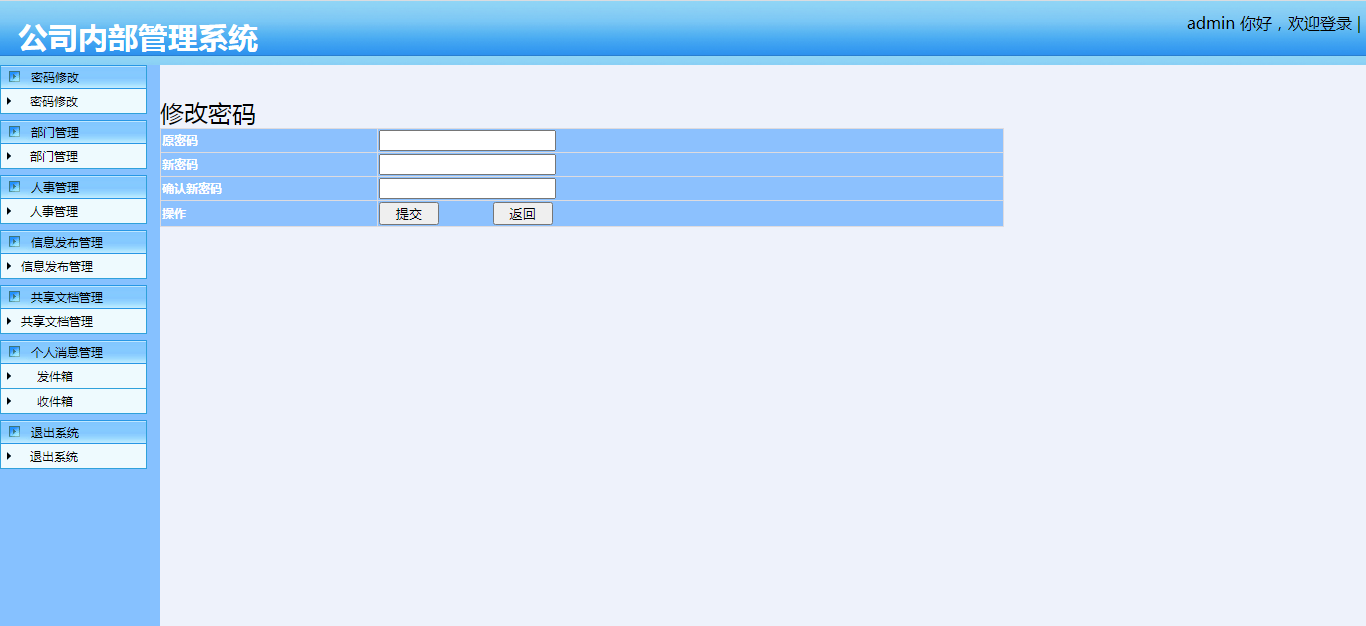 公司内部管理系统
admin 你好，欢迎登录 |
密码修改
密码修改
部门管理
部门管理
人事管理
人事管理
信息发布管理
信息发布管理
共享文档管理
共享文档管理
个人消息管理
发件箱
收件箱
退出系统
退出系统
修改密码
原密码
新密码
确认新密码
操作 提交 返回